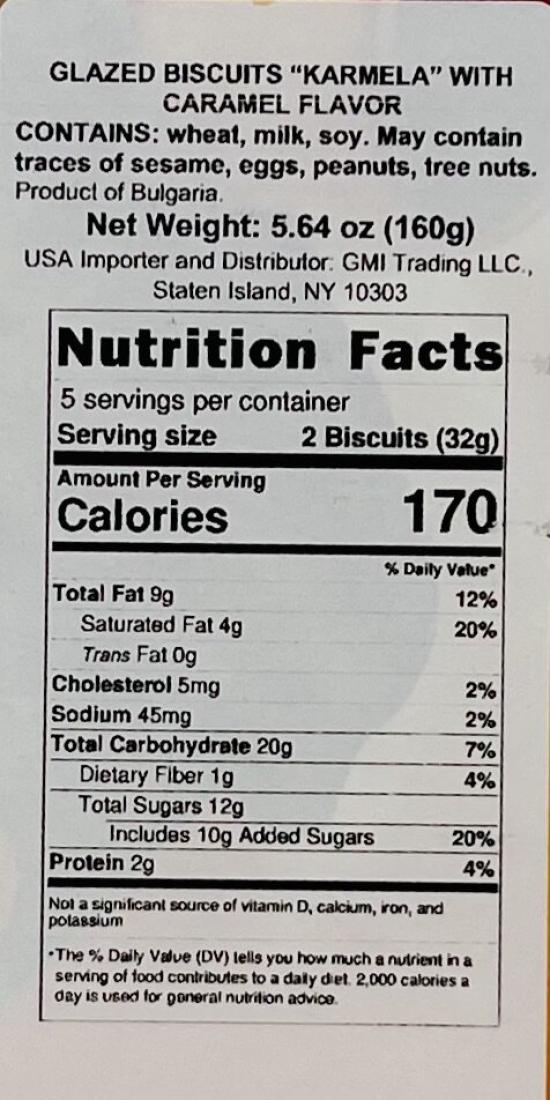 GLAZED BISCUITS “KARMELA” WITH
CARAMEL FLAVOR
CONTAINS: wheat, milk, soy. May contain
traces of sesame, eggs, peanuts, tree nuts.
Product of Bulgaria.
Net Weight: 5.64 oz (160g)
USA Importer and Distributor: GMI Trading LLC.,
Staten Island, NY 10303
Nutrition Facts
5 servings per container
Serving size 2 Biscuits (32g)
Amount Per Serving
Calories 170
% Daily Value*
Total Fat 9g 12%
Saturated Fat 4g 20%
Trans Fat 0g
Cholesterol 5mg 2%
Sodium 45mg 2%
Total Carbohydrate 20g 7%
Dietary Fiber 1g 4%
Total Sugars 12g
Includes 10g Added Sugars 20%
Protein 2g 4%
Not a significant source of vitamin D, calcium, iron, and
potassium
*The % Daily Value (DV) tells you how much a nutrient in a
serving of food contributes to a daily diet. 2,000 calories a
day is used for general nutrition advice.